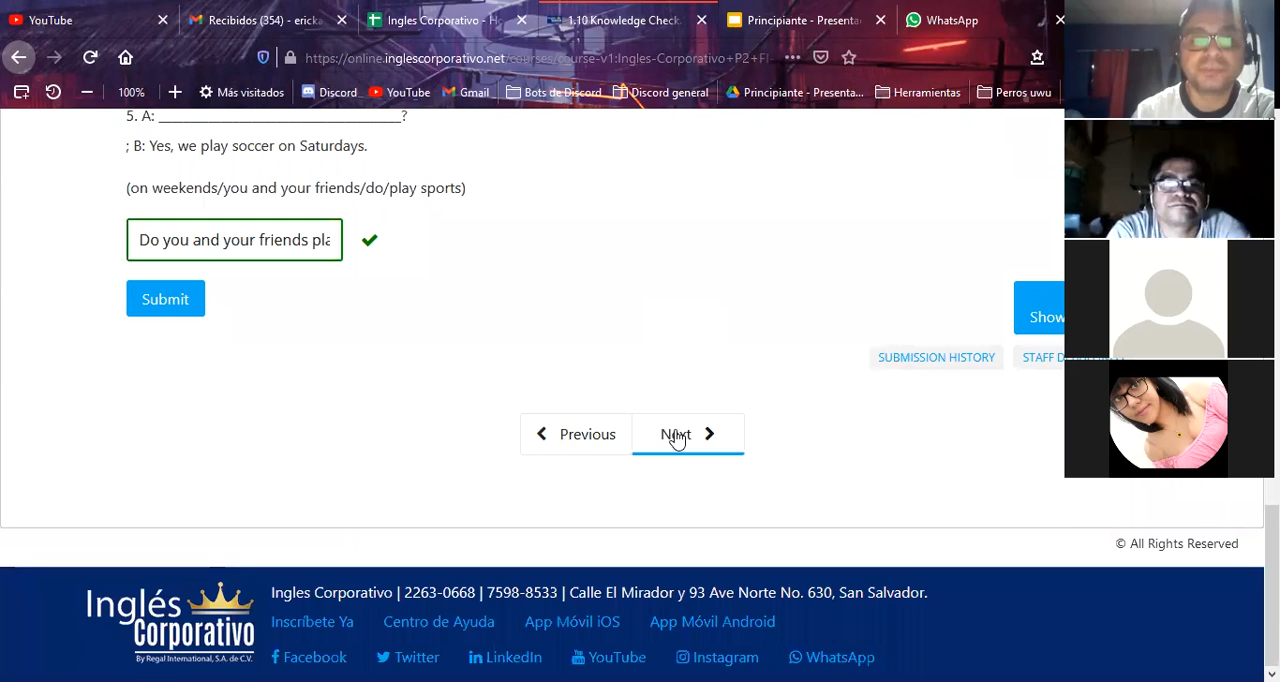 YouTube
Recibidos (354) - ericka
Ingles Corporativo - Ho
1.10 Knowledge Check
Principiante - Presenta
WhatsApp
https://online.inglescorporativo.net/courses/course-v1:Ingles-Corporativo+P2+Fl
100%
Más visitados
Discord
YouTube
Gmail
Bots de Discord
Discord general
Principiante - Presenta...
Herramientas
Perros uwu
5. A: ______________________________?
; B: Yes, we play soccer on Saturdays.
(on weekends/you and your friends/do/play sports)
Do you and your friends pla
Submit
Show
SUBMISSION HISTORY
STAFF D
Previous
Next
© All Rights Reserved
Inglés
Corporativo
By Regal International, S.A. de C.V.
Ingles Corporativo | 2263-0668 | 7598-8533 | Calle El Mirador y 93 Ave Norte No. 630, San Salvador.
Inscríbete Ya
Centro de Ayuda
App Móvil iOS
App Móvil Android
Facebook
Twitter
LinkedIn
YouTube
Instagram
WhatsApp